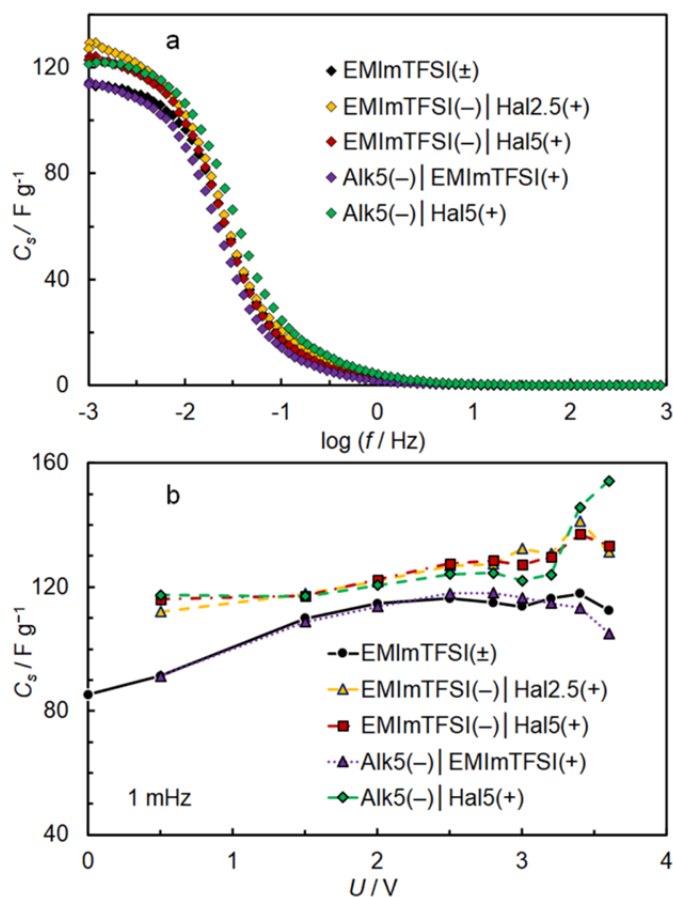 a
120
80
40
0
Cs / F g⁻¹
EMImTFSI(±)
EMImTFSI(–)│Hal2.5(+)
EMImTFSI(–)│Hal5(+)
Alk5(–)│EMImTFSI(+)
Alk5(–)│Hal5(+)
-3 -2 -1 0 1 2 3
log (f / Hz)
b
160
120
80
40
Cs / F g⁻¹
EMImTFSI(±)
EMImTFSI(–)│Hal2.5(+)
EMImTFSI(–)│Hal5(+)
Alk5(–)│EMImTFSI(+)
Alk5(–)│Hal5(+)
1 mHz
0 1 2 3 4
U / V